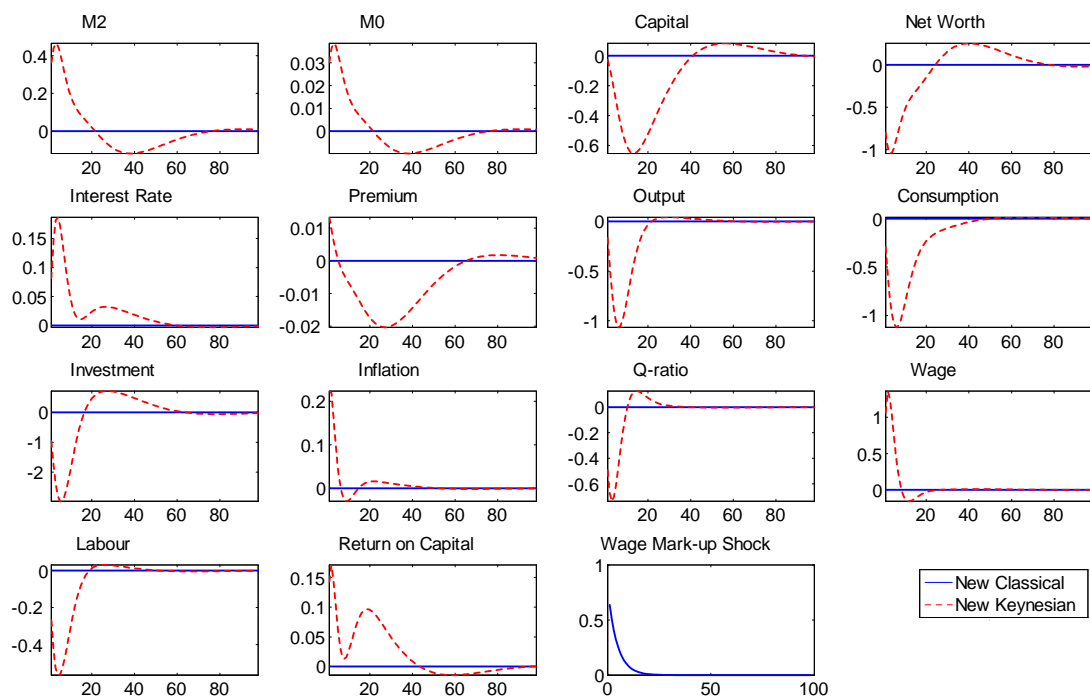 M2
M0
Capital
Net Worth
0.4
0.2
0
20 40 60 80
0.03
0.02
0.01
0
20 40 60 80
0
-0.2
-0.4
-0.6
20 40 60 80
0
-0.5
-1
20 40 60 80
Interest Rate
Premium
Output
Consumption
0.15
0.1
0.05
0
20 40 60 80
0.01
0
-0.01
-0.02
20 40 60 80
0
-0.5
-1
20 40 60 80
0
-0.5
-1
20 40 60 80
Investment
Inflation
Q-ratio
Wage
0
-1
-2
20 40 60 80
0.2
0.1
0
20 40 60 80
0
-0.2
-0.4
-0.6
20 40 60 80
1
0.5
0
20 40 60 80
Labour
Return on Capital
Wage Mark-up Shock
0
-0.2
-0.4
20 40 60 80
0.15
0.1
0.05
0
20 40 60 80
1
0.5
0
0 50 100
New Classical
New Keynesian